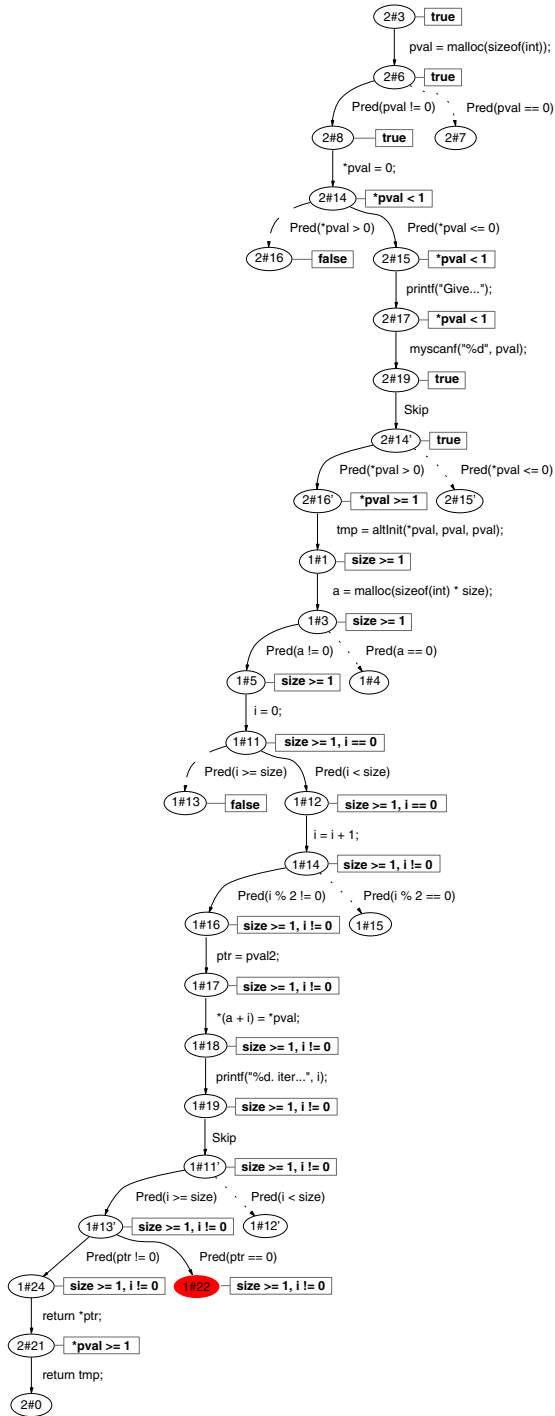 2#3 true
pval = malloc(sizeof(int));
2#6 true
Pred(pval != 0) Pred(pval == 0)
2#8 true 2#7
*pval = 0;
2#14 *pval < 1
Pred(*pval > 0) Pred(*pval <= 0)
2#16 false 2#15 *pval < 1
printf("Give...");
2#17 *pval < 1
myscanf("%d", pval);
2#19 true
Skip
2#14' true
Pred(*pval > 0) Pred(*pval <= 0)
2#16' *pval >= 1 2#15'
tmp = altInit(*pval, pval, pval);
1#1 size >= 1
a = malloc(sizeof(int) * size);
1#3 size >= 1
Pred(a != 0) Pred(a == 0)
1#5 size >= 1 1#4
i = 0;
1#11 size >= 1, i == 0
Pred(i >= size) Pred(i < size)
1#13 false 1#12 size >= 1, i == 0
i = i + 1;
1#14 size >= 1, i != 0
Pred(i % 2 != 0) Pred(i % 2 == 0)
1#16 size >= 1, i != 0 1#15
ptr = pval2;
1#17 size >= 1, i != 0
*(a + i) = *pval;
1#18 size >= 1, i != 0
printf("%d. iter...", i);
1#19 size >= 1, i != 0
Skip
1#11' size >= 1, i != 0
Pred(i >= size) Pred(i < size)
1#13' size >= 1, i != 0 1#12'
Pred(ptr != 0) Pred(ptr == 0)
1#24 size >= 1, i != 0 1#22 size >= 1, i != 0
return *ptr;
2#21 *pval >= 1
return tmp;
2#0